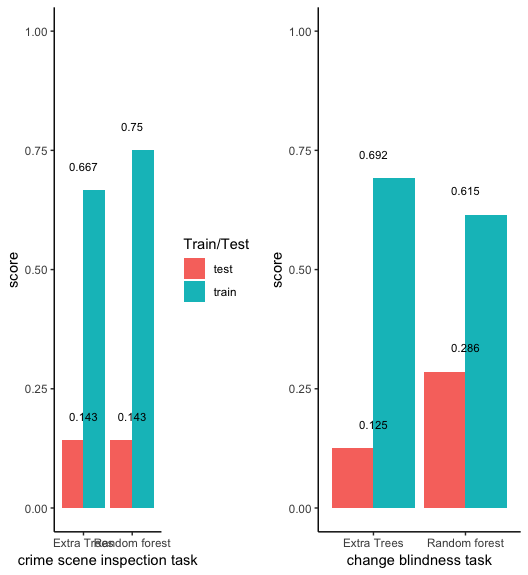 1.00
0.75
0.50
0.25
0.00
score
0.667
0.75
0.143
0.143
Extra Trees
Random forest
crime scene inspection task
Train/Test
test
train
1.00
0.75
0.50
0.25
0.00
score
0.692
0.615
0.286
0.125
Extra Trees
Random forest
change blindness task